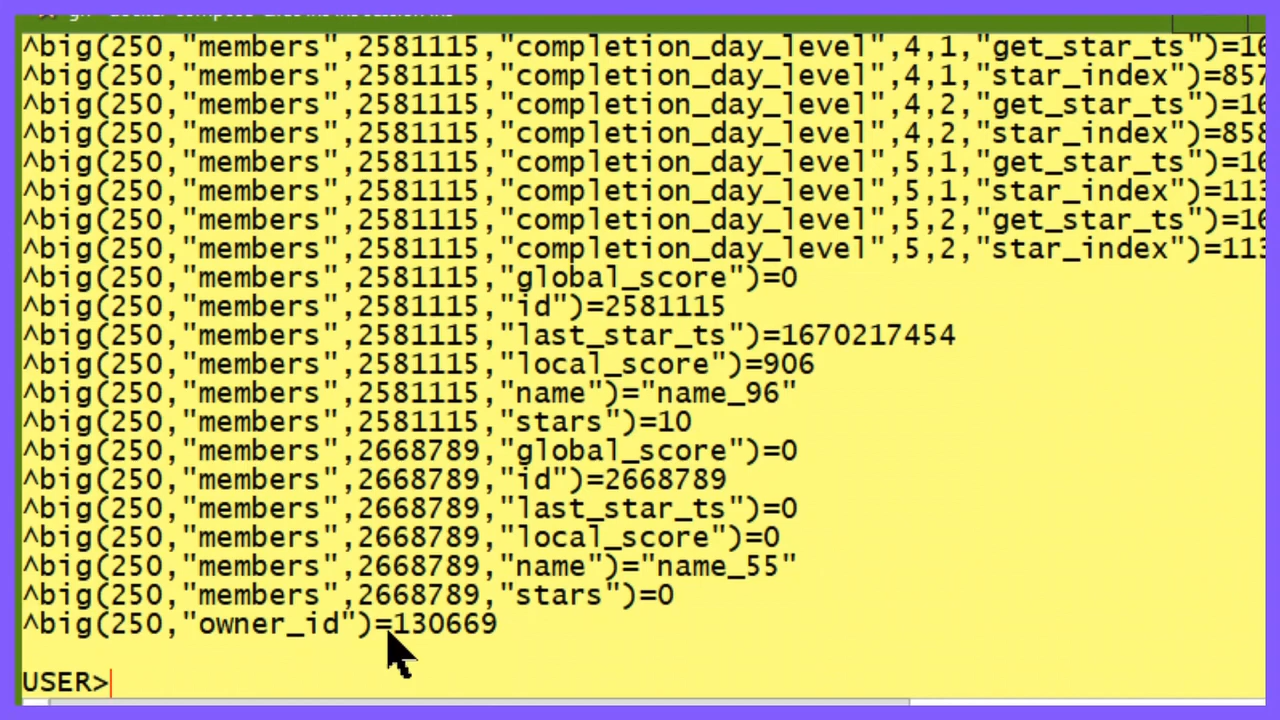 ^big(250,"members",2581115,"completion_day_level",4,1,"get_star_ts")=16
^big(250,"members",2581115,"completion_day_level",4,1,"star_index")=857
^big(250,"members",2581115,"completion_day_level",4,2,"get_star_ts")=16
^big(250,"members",2581115,"completion_day_level",4,2,"star_index")=858
^big(250,"members",2581115,"completion_day_level",5,1,"get_star_ts")=16
^big(250,"members",2581115,"completion_day_level",5,1,"star_index")=113
^big(250,"members",2581115,"completion_day_level",5,2,"get_star_ts")=16
^big(250,"members",2581115,"completion_day_level",5,2,"star_index")=113
^big(250,"members",2581115,"global_score")=0
^big(250,"members",2581115,"id")=2581115
^big(250,"members",2581115,"last_star_ts")=1670217454
^big(250,"members",2581115,"local_score")=906
^big(250,"members",2581115,"name")="name_96"
^big(250,"members",2581115,"stars")=10
^big(250,"members",2668789,"global_score")=0
^big(250,"members",2668789,"id")=2668789
^big(250,"members",2668789,"last_star_ts")=0
^big(250,"members",2668789,"local_score")=0
^big(250,"members",2668789,"name")="name_55"
^big(250,"members",2668789,"stars")=0
^big(250,"owner_id")=130669
USER>